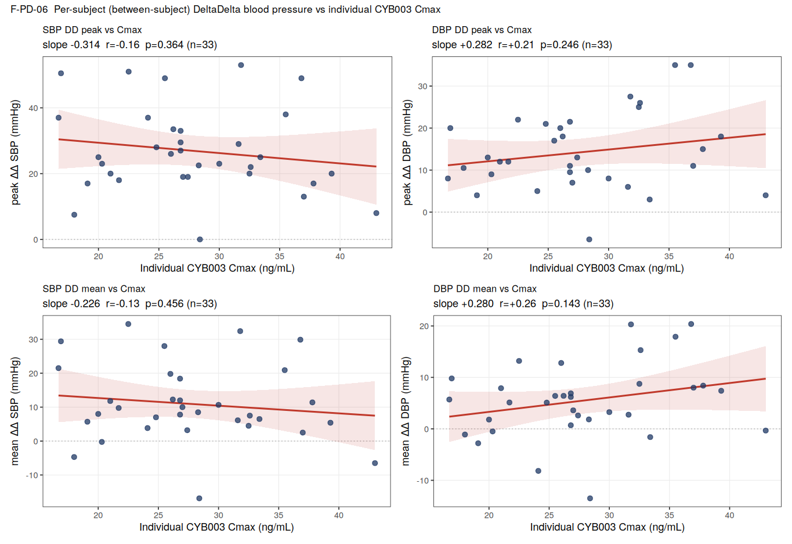 F-PD-06 Per-subject (between-subject) DeltaDelta blood pressure vs individual CYB003 Cmax
SBP DD peak vs Cmax
slope -0.314 r=-0.16 p=0.364 (n=33)
peak ΔΔ SBP (mmHg)
40
20
0
20
25
30
35
40
Individual CYB003 Cmax (ng/mL)
DBP DD peak vs Cmax
slope +0.282 r=+0.21 p=0.246 (n=33)
peak ΔΔ DBP (mmHg)
30
20
10
0
20
25
30
35
40
Individual CYB003 Cmax (ng/mL)
SBP DD mean vs Cmax
slope -0.226 r=-0.13 p=0.456 (n=33)
mean ΔΔ SBP (mmHg)
30
20
10
0
-10
20
25
30
35
40
Individual CYB003 Cmax (ng/mL)
DBP DD mean vs Cmax
slope +0.280 r=+0.26 p=0.143 (n=33)
mean ΔΔ DBP (mmHg)
20
10
0
-10
20
25
30
35
40
Individual CYB003 Cmax (ng/mL)